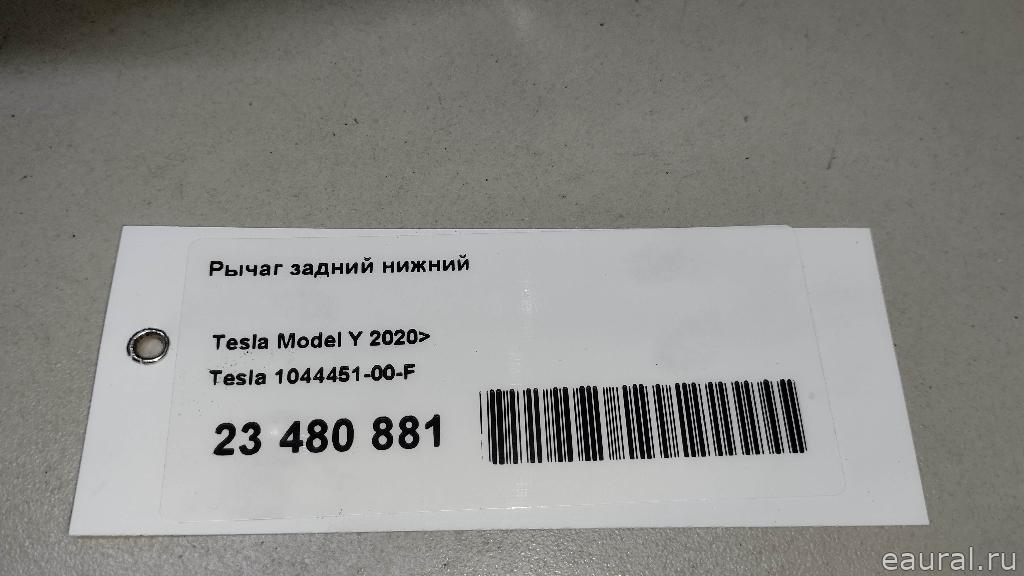 Рычаг задний нижний
Tesla Model Y 2020>
Tesla 1044451-00-F
23 480 881
eaural.ru